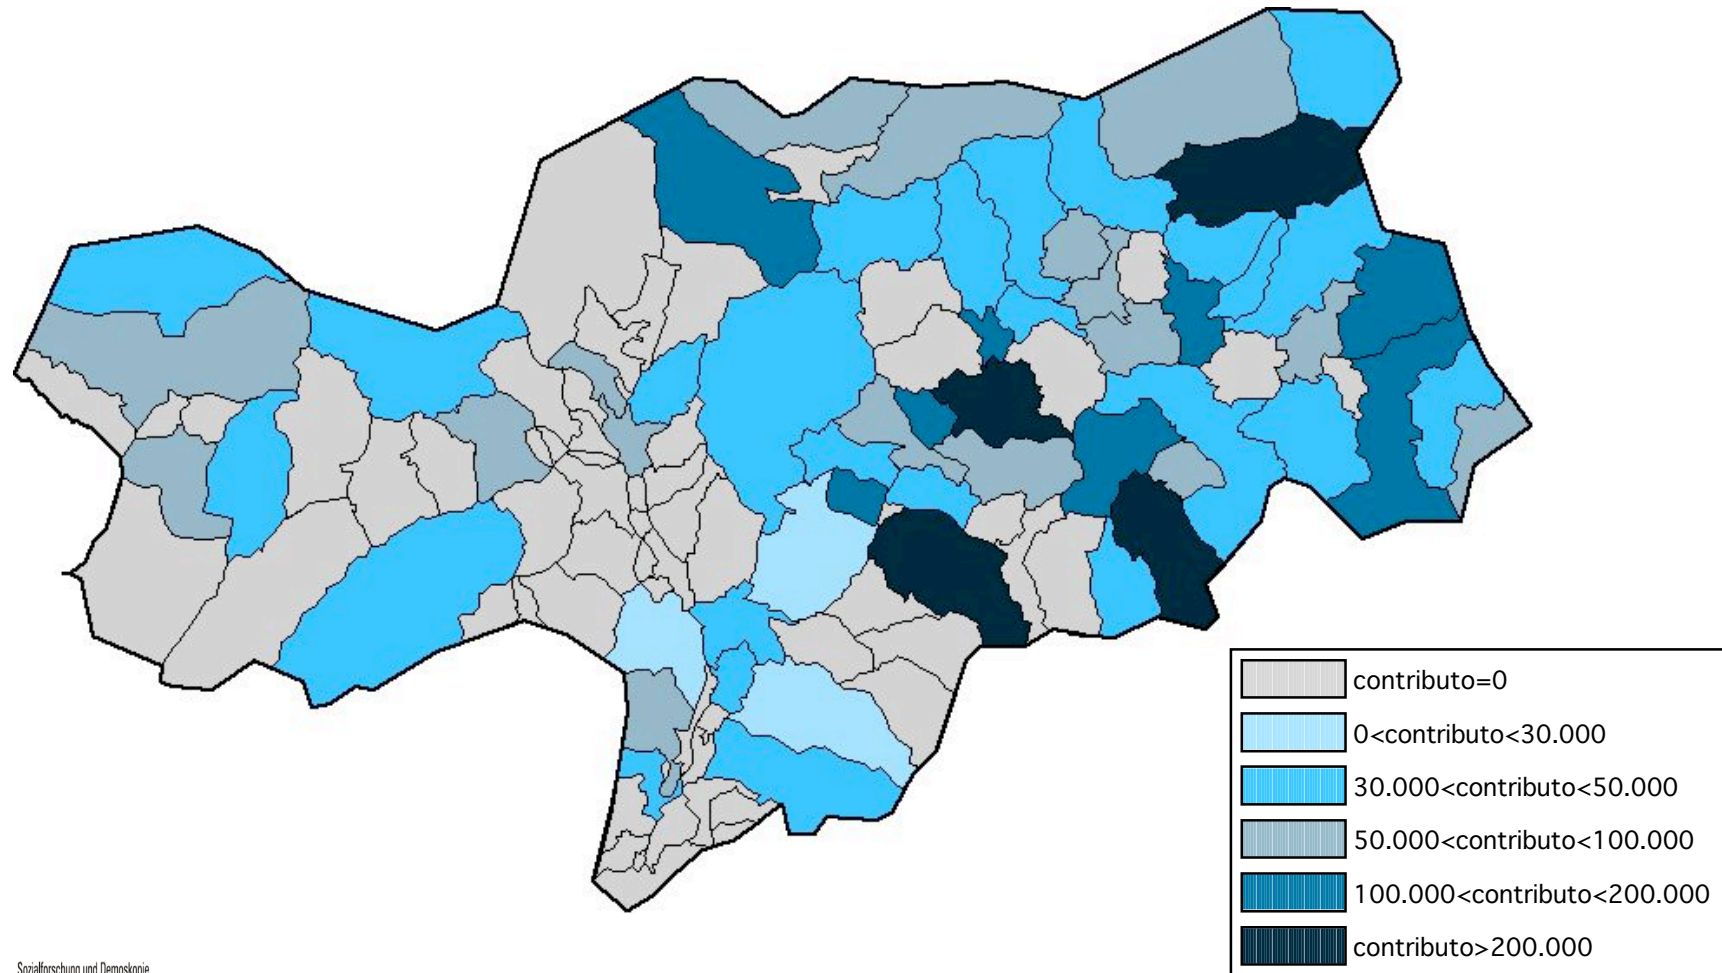 contributo=0
0<contributo<30.000
30.000<contributo<50.000
50.000<contributo<100.000
100.000<contributo<200.000
contributo>200.000
Sozialforschung und Demoskopie